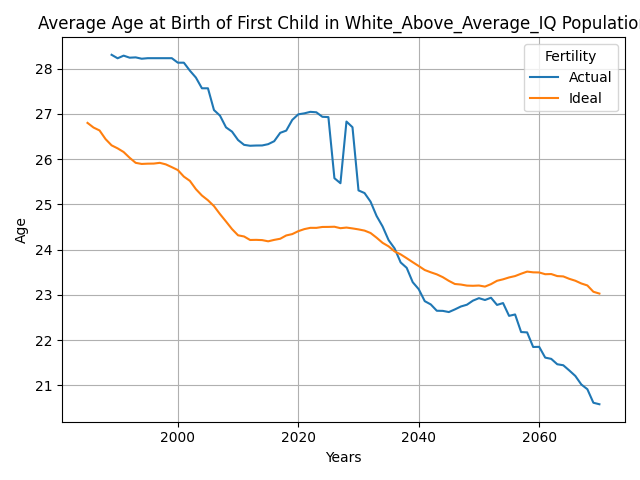 Average Age at Birth of First Child in White_Above_Average_IQ Population
Fertility
Actual
Ideal
28
27
26
25
24
23
22
21
Age
2000
2020
2040
2060
Years